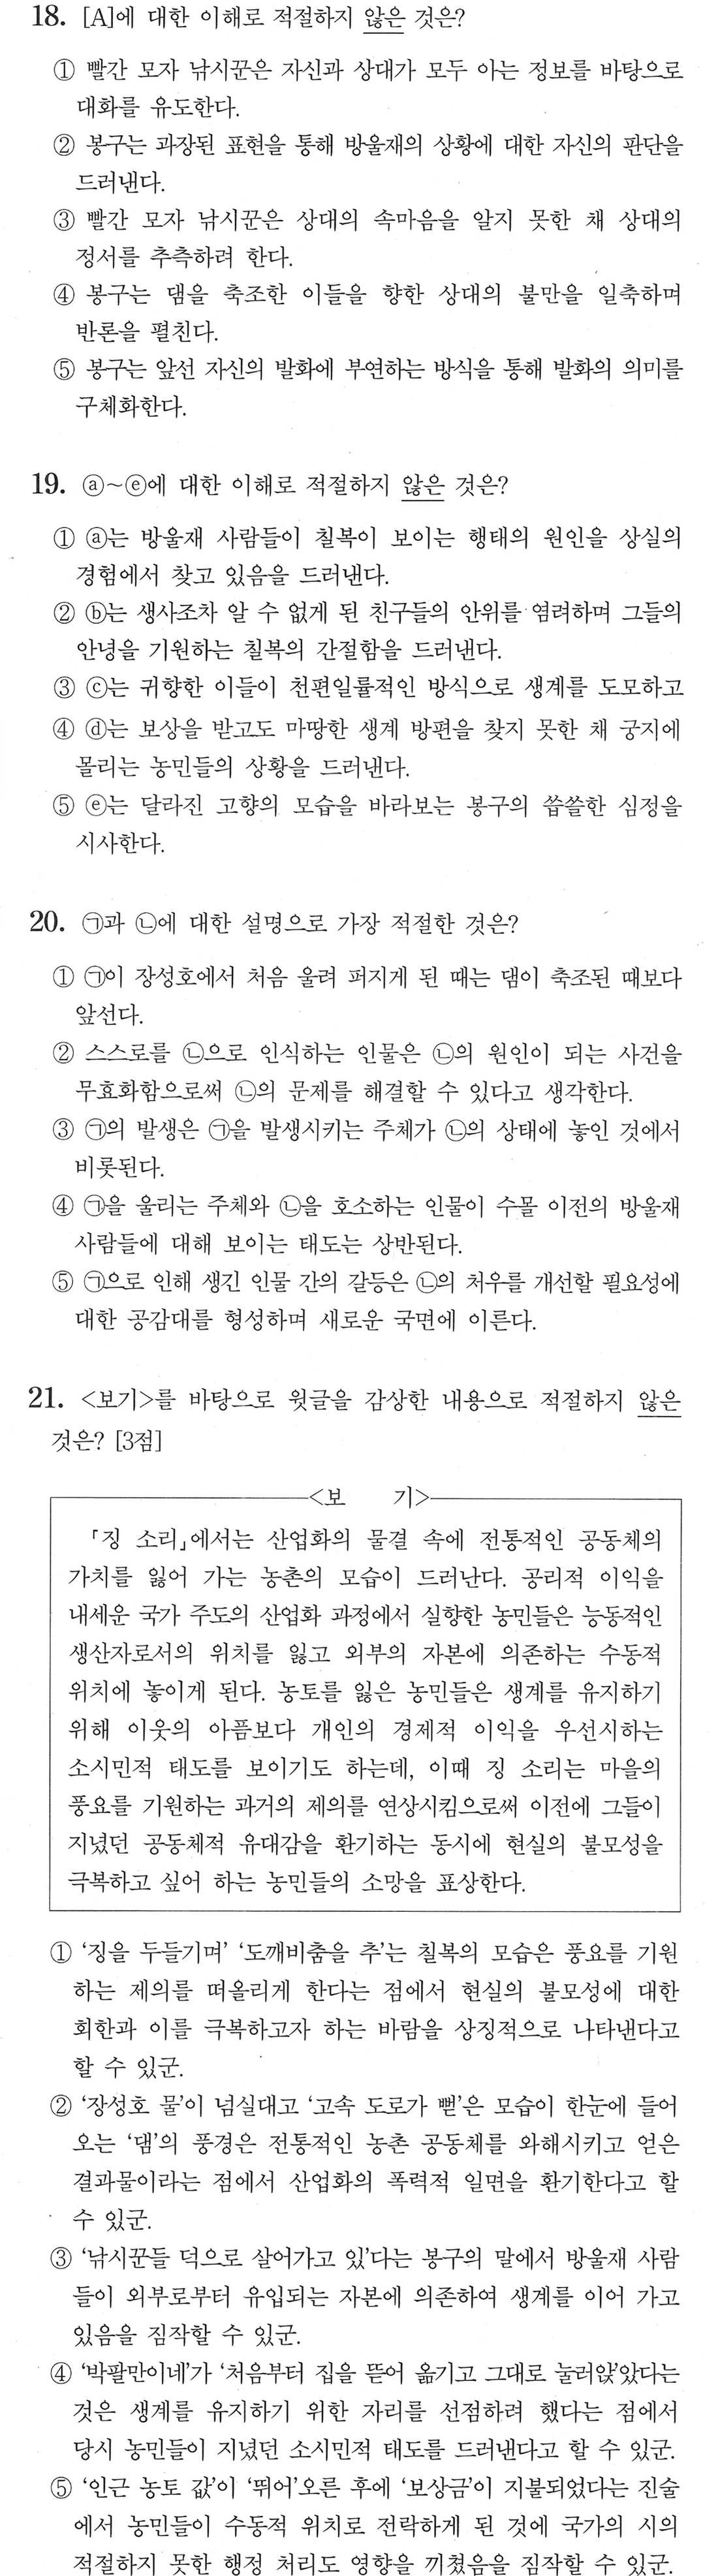 18. [A]에 대한 이해로 적절하지 않은 것은?
① 빨간 모자 낚시꾼은 자신과 상대가 모두 아는 정보를 바탕으로
대화를 유도한다.
② 봉구는 과장된 표현을 통해 방울재의 상황에 대한 자신의 판단을
드러낸다.
③ 빨간 모자 낚시꾼은 상대의 속마음을 알지 못한 채 상대의
정서를 추측하려 한다.
④ 봉구는 댐을 축조한 이들을 향한 상대의 불만을 일축하며
반론을 펼친다.
⑤ 봉구는 앞선 자신의 발화에 부연하는 방식을 통해 발화의 의미를
구체화한다.
19. ⓐ~ⓔ에 대한 이해로 적절하지 않은 것은?
① ⓐ는 방울재 사람들이 칠복이 보이는 행태의 원인을 상실의
경험에서 찾고 있음을 드러낸다.
② ⓑ는 생사조차 알 수 없게 된 친구들의 안위를 염려하며 그들의
안녕을 기원하는 칠복의 간절함을 드러낸다.
③ ⓒ는 귀향한 이들이 천편일률적인 방식으로 생계를 도모하고
④ ⓓ는 보상을 받고도 마땅한 생계 방편을 찾지 못한 채 궁지에
몰리는 농민들의 상황을 드러낸다.
⑤ ⓔ는 달라진 고향의 모습을 바라보는 봉구의 씁쓸한 심정을
시사한다.
20. ㉠과 ㉡에 대한 설명으로 가장 적절한 것은?
① ㉠이 장성호에서 처음 울려 퍼지게 된 때는 댐이 축조된 때보다
앞선다.
② 스스로를 ㉡으로 인식하는 인물은 ㉡의 원인이 되는 사건을
무효화함으로써 ㉡의 문제를 해결할 수 있다고 생각한다.
③ ㉠의 발생은 ㉠을 발생시키는 주체가 ㉡의 상태에 놓인 것에서
비롯된다.
④ ㉠을 울리는 주체와 ㉡을 호소하는 인물이 수몰 이전의 방울재
사람들에 대해 보이는 태도는 상반된다.
⑤ ㉠으로 인해 생긴 인물 간의 갈등은 ㉡의 처우를 개선할 필요성에
대한 공감대를 형성하며 새로운 국면에 이른다.
21. <보기>를 바탕으로 윗글을 감상한 내용으로 적절하지 않은
것은? [3점]
<보 기>
「징 소리」에서는 산업화의 물결 속에 전통적인 공동체의
가치를 잃어 가는 농촌의 모습이 드러난다. 공리적 이익을
내세운 국가 주도의 산업화 과정에서 실향한 농민들은 능동적인
생산자로서의 위치를 잃고 외부의 자본에 의존하는 수동적
위치에 놓이게 된다. 농토를 잃은 농민들은 생계를 유지하기
위해 이웃의 아픔보다 개인의 경제적 이익을 우선시하는
소시민적 태도를 보이기도 하는데, 이때 징 소리는 마을의
풍요를 기원하는 과거의 제의를 연상시킴으로써 이전에 그들이
지녔던 공동체적 유대감을 환기하는 동시에 현실의 불모성을
극복하고 싶어 하는 농민들의 소망을 표상한다.
① ‘징을 두들기며’ ‘도깨비춤을 추’는 칠복의 모습은 풍요를 기원
하는 제의를 떠올리게 한다는 점에서 현실의 불모성에 대한
회한과 이를 극복하고자 하는 바람을 상징적으로 나타낸다고
할 수 있군.
② ‘장성호 물’이 넘실대고 ‘고속 도로가 뻗’은 모습이 한눈에 들어
오는 ‘댐’의 풍경은 전통적인 농촌 공동체를 와해시키고 얻은
결과물이라는 점에서 산업화의 폭력적 일면을 환기한다고 할
수 있군.
③ ‘낚시꾼들 덕으로 살어가고 있’다는 봉구의 말에서 방울재 사람
들이 외부로부터 유입되는 자본에 의존하여 생계를 이어 가고
있음을 짐작할 수 있군.
④ ‘박팔만이네’가 ‘처음부터 집을 뜯어 옮기고 그대로 눌러앉’았다는
것은 생계를 유지하기 위한 자리를 선점하려 했다는 점에서
당시 농민들이 지녔던 소시민적 태도를 드러낸다고 할 수 있군.
⑤ ‘인근 농토 값’이 ‘뛰어’오른 후에 ‘보상금’이 지불되었다는 진술
에서 농민들이 수동적 위치로 전락하게 된 것에 국가의 시의
적절하지 못한 행정 처리도 영향을 끼쳤음을 짐작할 수 있군.